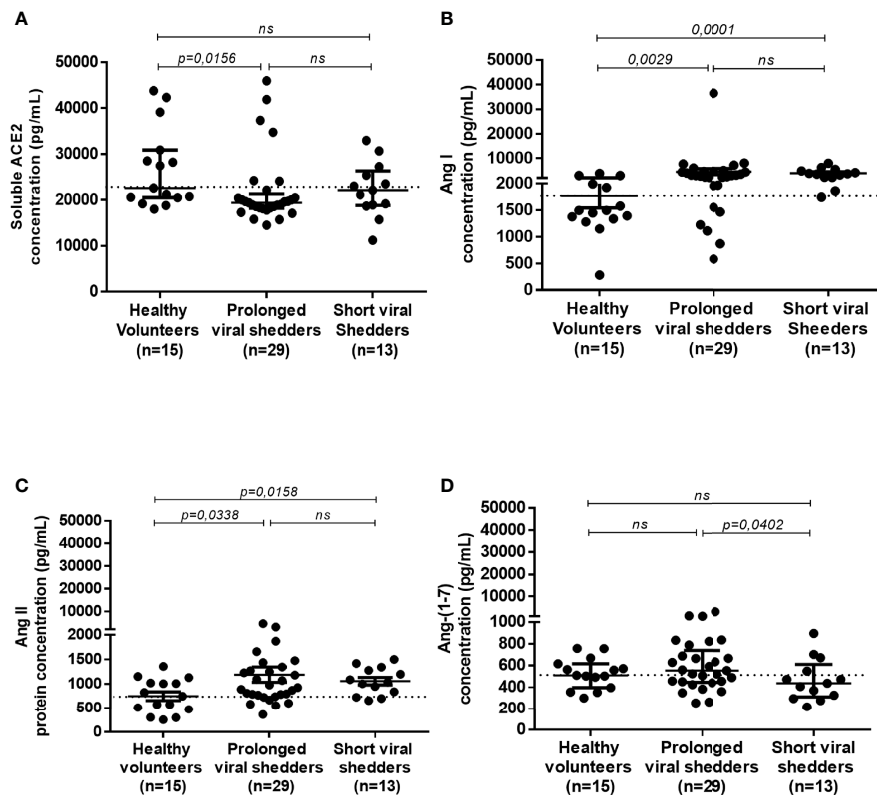 A
ns
p=0,0156
ns
Soluble ACE2
concentration (pg/mL)
50000
40000
30000
20000
10000
0
Healthy
Volunteers
(n=15)
Prolonged
viral shedders
(n=29)
Short viral
Shedders
(n=13)
B
0,0001
0,0029
ns
Ang I
concentration (pg/mL)
50000
40000
30000
20000
10000
2000
1500
1000
500
0
Healthy
Volunteers
(n=15)
Prolonged
viral shedders
(n=29)
Short viral
Sheeders
(n=13)
C
p=0,0158
p=0,0338
ns
Ang II
protein concentration (pg/mL)
50000
40000
30000
20000
10000
2000
1500
1000
500
0
Healthy
volunteers
(n=15)
Prolonged
viral shedders
(n=29)
Short viral
shedders
(n=13)
D
ns
ns
p=0,0402
Ang-(1-7)
concentration (pg/mL)
50000
40000
30000
20000
10000
1000
800
600
400
200
0
Healthy
volunteers
(n=15)
Prolonged
viral shedders
(n=29)
Short viral
shedders
(n=13)